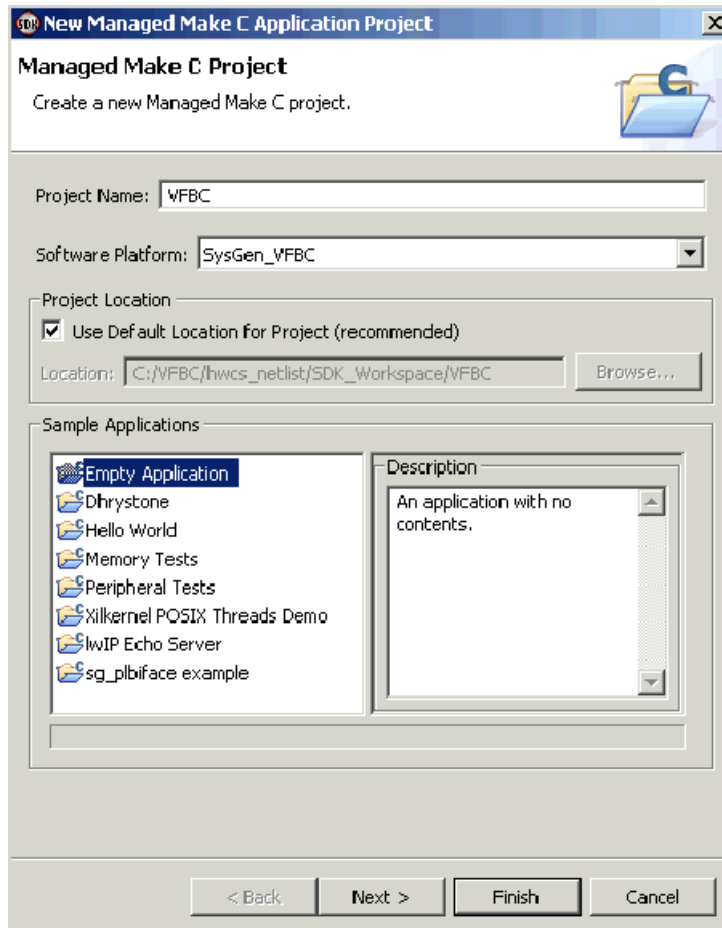 SDK New Managed Make C Application Project
Managed Make C Project
Create a new Managed Make C project.
Project Name: VFBC
Software Platform: SysGen_VFBC
Project Location
Use Default Location for Project (recommended)
Location: C:/VFBC/hwcs_netlist/SDK_Workspace/VFBC Browse...
Sample Applications
Empty Application
Dhrystone
Hello World
Memory Tests
Peripheral Tests
Xilkernel POSIX Threads Demo
lwIP Echo Server
sg_plbiface example
Description
An application with no
contents.
< Back Next > Finish Cancel